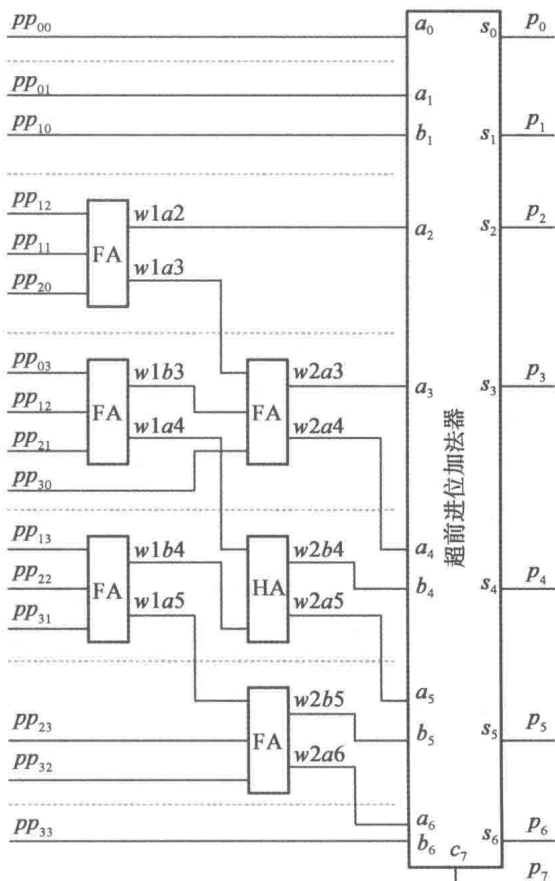 pp₀₀ a₀ s₀ p₀
pp₀₁ a₁
pp₁₀ b₁ s₁ p₁
pp₁₂ w1a2 a₂ s₂ p₂
pp₁₁ FA
pp₂₀ w1a3
pp₀₃ w1b3 w2a3 a₃ s₃ p₃
pp₁₂ FA FA
pp₂₁ w1a4 w2a4
pp₃₀
超前进位加法器
pp₁₃ w1b4 w2b4 a₄
pp₂₂ FA HA b₄ s₄ p₄
pp₃₁ w1a5 w2a5
a₅
w2b5
pp₂₃ FA b₅ s₅ p₅
pp₃₂ w2a6
a₆
pp₃₃ b₆ s₆ p₆
c₇ p₇